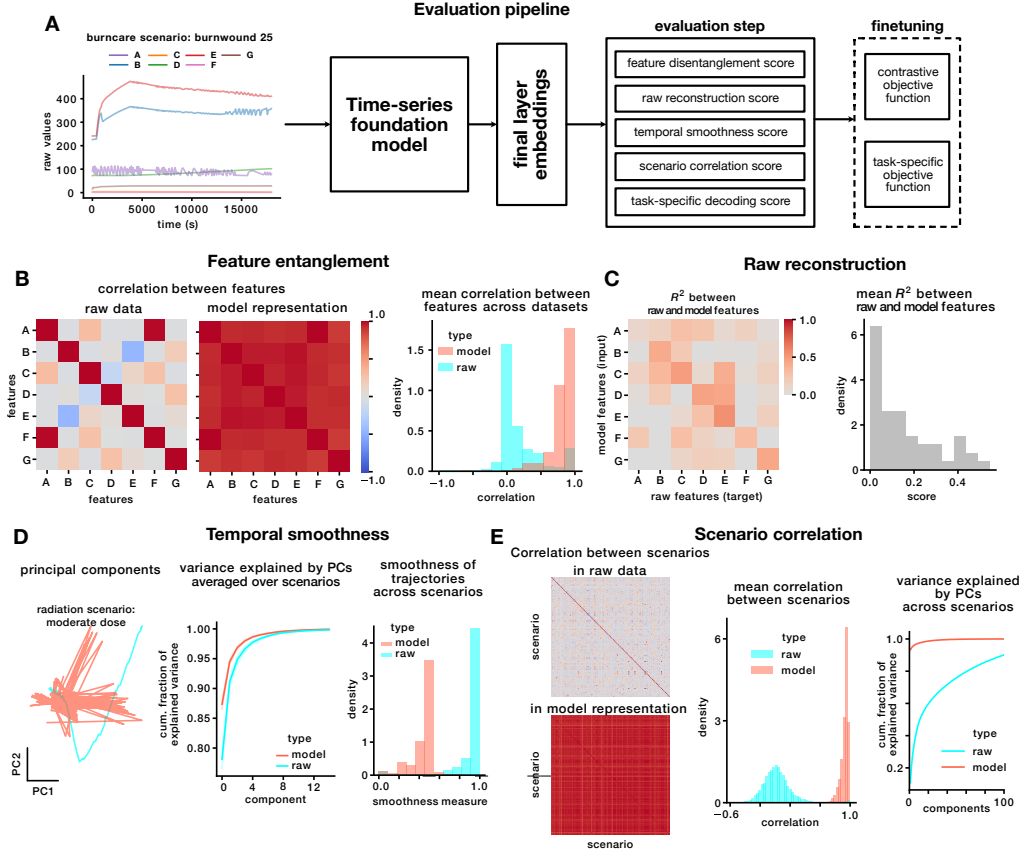 Evaluation pipeline
A
burncare scenario: burnwound 25
A C E G
B D F
raw values
400
300
200
100
0
0 5000 10000 15000
time (s)
Time-series
foundation
model
final layer
embeddings
evaluation step
feature disentanglement score
raw reconstruction score
temporal smoothness score
scenario correlation score
task-specific decoding score
finetuning
contrastive
objective
function
task-specific
objective
function
B
Feature entanglement
correlation between features
raw data
model representation
features
A
B
C
D
E
F
G
A B C D E F G
features
A B C D E F G
features
1.0
−1.0
mean correlation between
features across datasets
type
model
raw
density
1.5
1.0
0.5
0.0
−1.0 −0.5 0.0 0.5 1.0
correlation
C
Raw reconstruction
R² between
raw and model features
model features (input)
A
B
C
D
E
F
G
A B C D E F G
raw features (target)
1.0
0.8
0.6
0.4
0.2
0.0
mean R² between
raw and model features
density
6
4
2
0
0.0 0.2 0.4
score
D
Temporal smoothness
principal components
radiation scenario:
moderate dose
PC2
PC1
variance explained by PCs
averaged over scenarios
cum. fraction of
explained variance
1.00
0.95
0.90
0.85
0.80
type
model
raw
0 4 8 12
component
smoothness of
trajectories
across scenarios
type
model
raw
density
4
3
2
1
0
0.0 1.0
smoothness measure
E
Scenario correlation
Correlation between scenarios
in raw data
scenario
in model representation
scenario
scenario
mean correlation
between scenarios
type
raw
model
density
6
3
0
−0.6 1.0
correlation
variance explained
by PCs
across scenarios
cum. fraction of
explained variance
1.0
0.8
0.6
0.4
0.2
type
raw
model
0 100
components